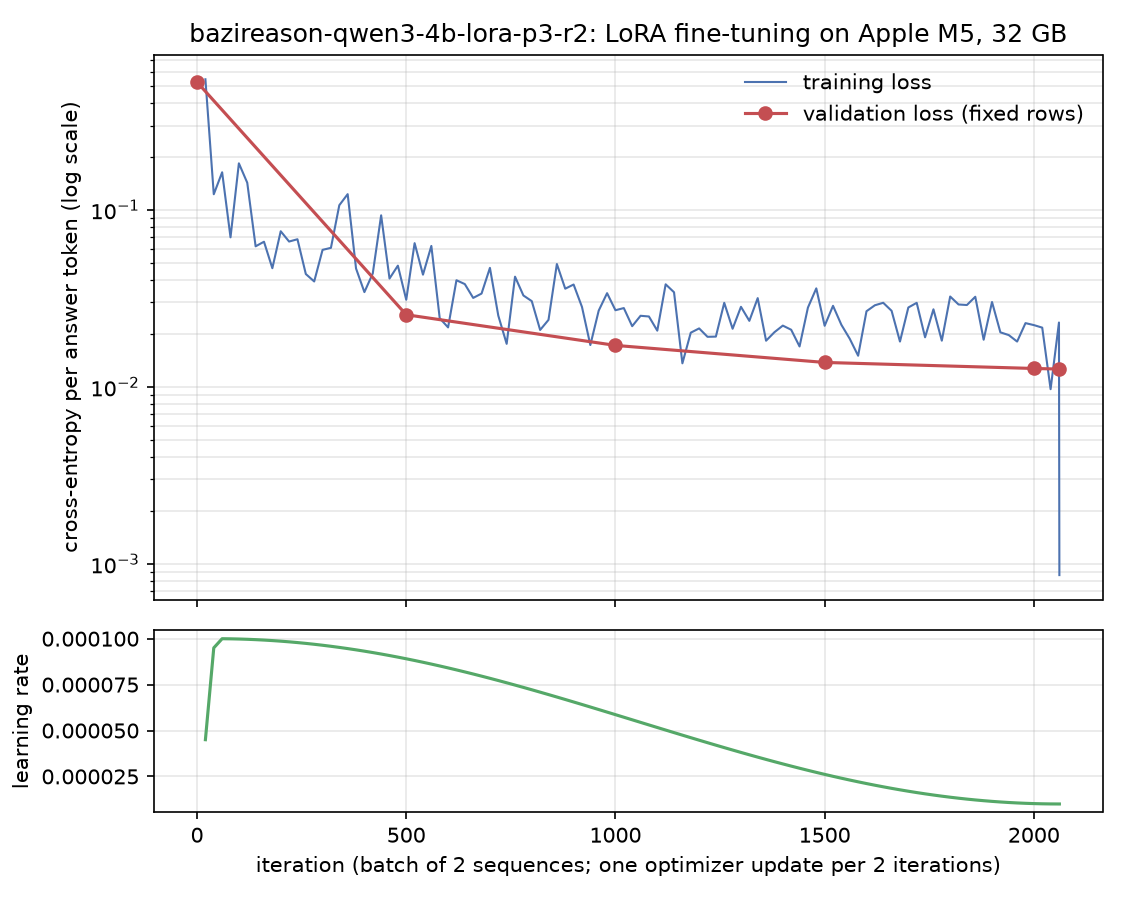 bazireason-qwen3-4b-lora-p3-r2: LoRA fine-tuning on Apple M5, 32 GB
training loss
validation loss (fixed rows)
cross-entropy per answer token (log scale)
10⁻¹
10⁻²
10⁻³
learning rate
0.000100
0.000075
0.000050
0.000025
0 500 1000 1500 2000
iteration (batch of 2 sequences; one optimizer update per 2 iterations)